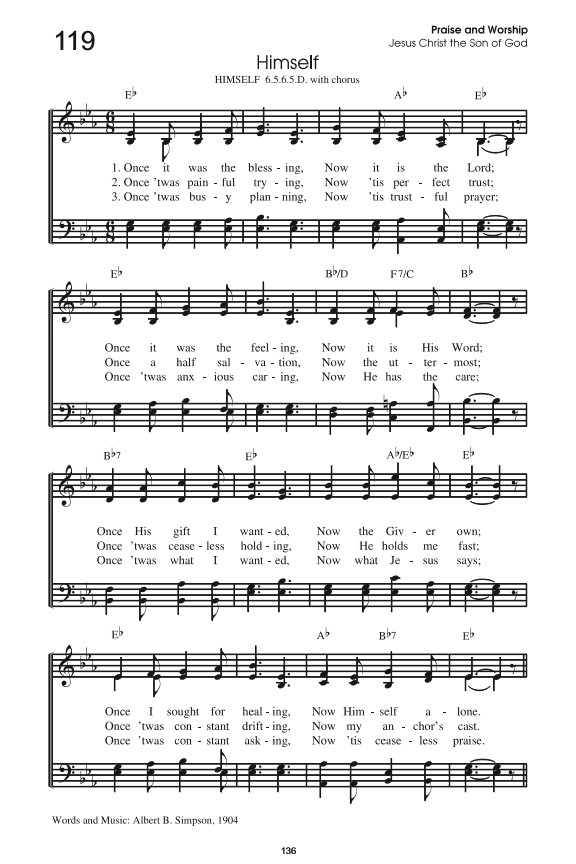 119
Praise and Worship
Jesus Christ the Son of God
Himself
HIMSELF 6.5.6.5.D. with chorus
E♭ A♭ E♭
1. Once it was the bless - ing, Now it is the Lord;
2. Once 'twas pain - ful try - ing, Now 'tis per - fect trust;
3. Once 'twas bus - y plan - ning, Now 'tis trust - ful prayer;
E♭ B♭/D F7/C B♭
Once it was the feel - ing, Now it is His Word;
Once a half sal - va - tion, Now the ut - ter - most;
Once 'twas anx - ious car - ing, Now He has the care;
B♭7 E♭ A♭/E♭ E♭
Once His gift I want - ed, Now the Giv - er own;
Once 'twas cease - less hold - ing, Now He holds me fast;
Once 'twas what I want - ed, Now what Je - sus says;
E♭ A♭ B♭7 E♭
Once I sought for heal - ing, Now Him - self a - lone.
Once 'twas con - stant drift - ing, Now my an - chor's cast.
Once 'twas con - stant ask - ing, Now 'tis cease - less praise.
Words and Music: Albert B. Simpson, 1904
136